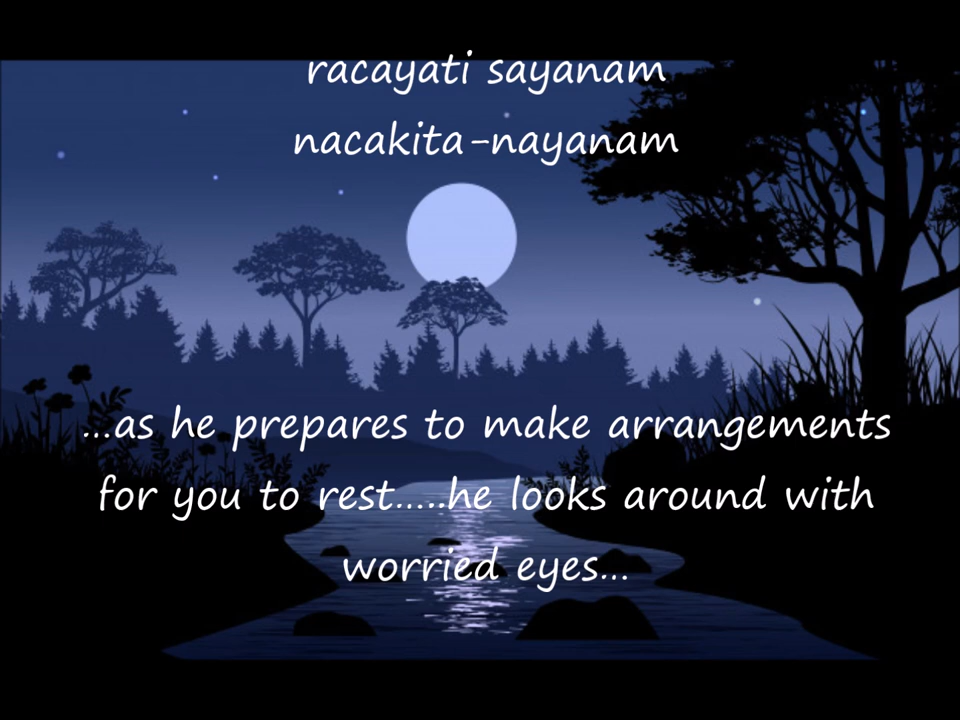 racayati sayanam
nacakita-nayanam
...as he prepares to make arrangements
for you to rest.....he looks around with
worried eyes...